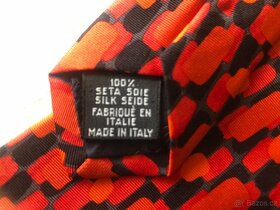 100%
SETA SOIE
SILK SEIDE
FABRIQUÉ EN
ITALIE
MADE IN ITALY
Bazos.cz